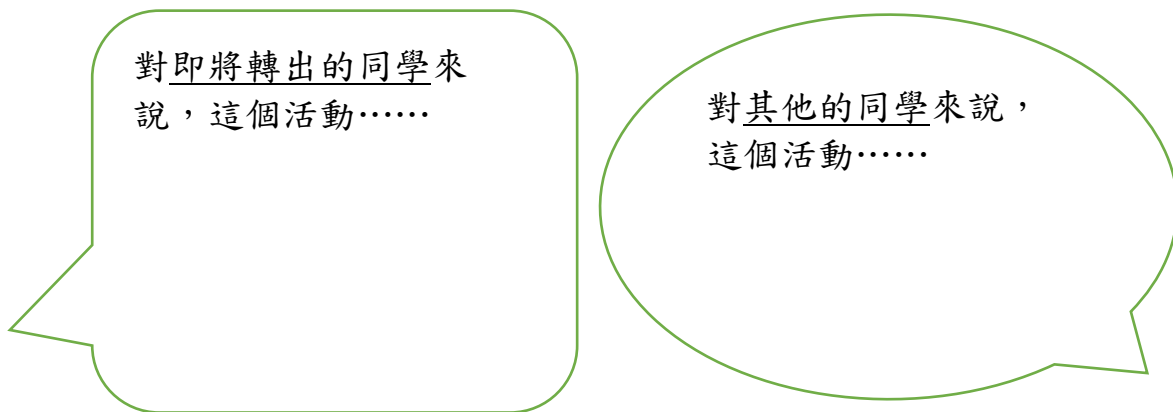 對即將轉出的同學來
說，這個活動……
對其他的同學來說，
這個活動……